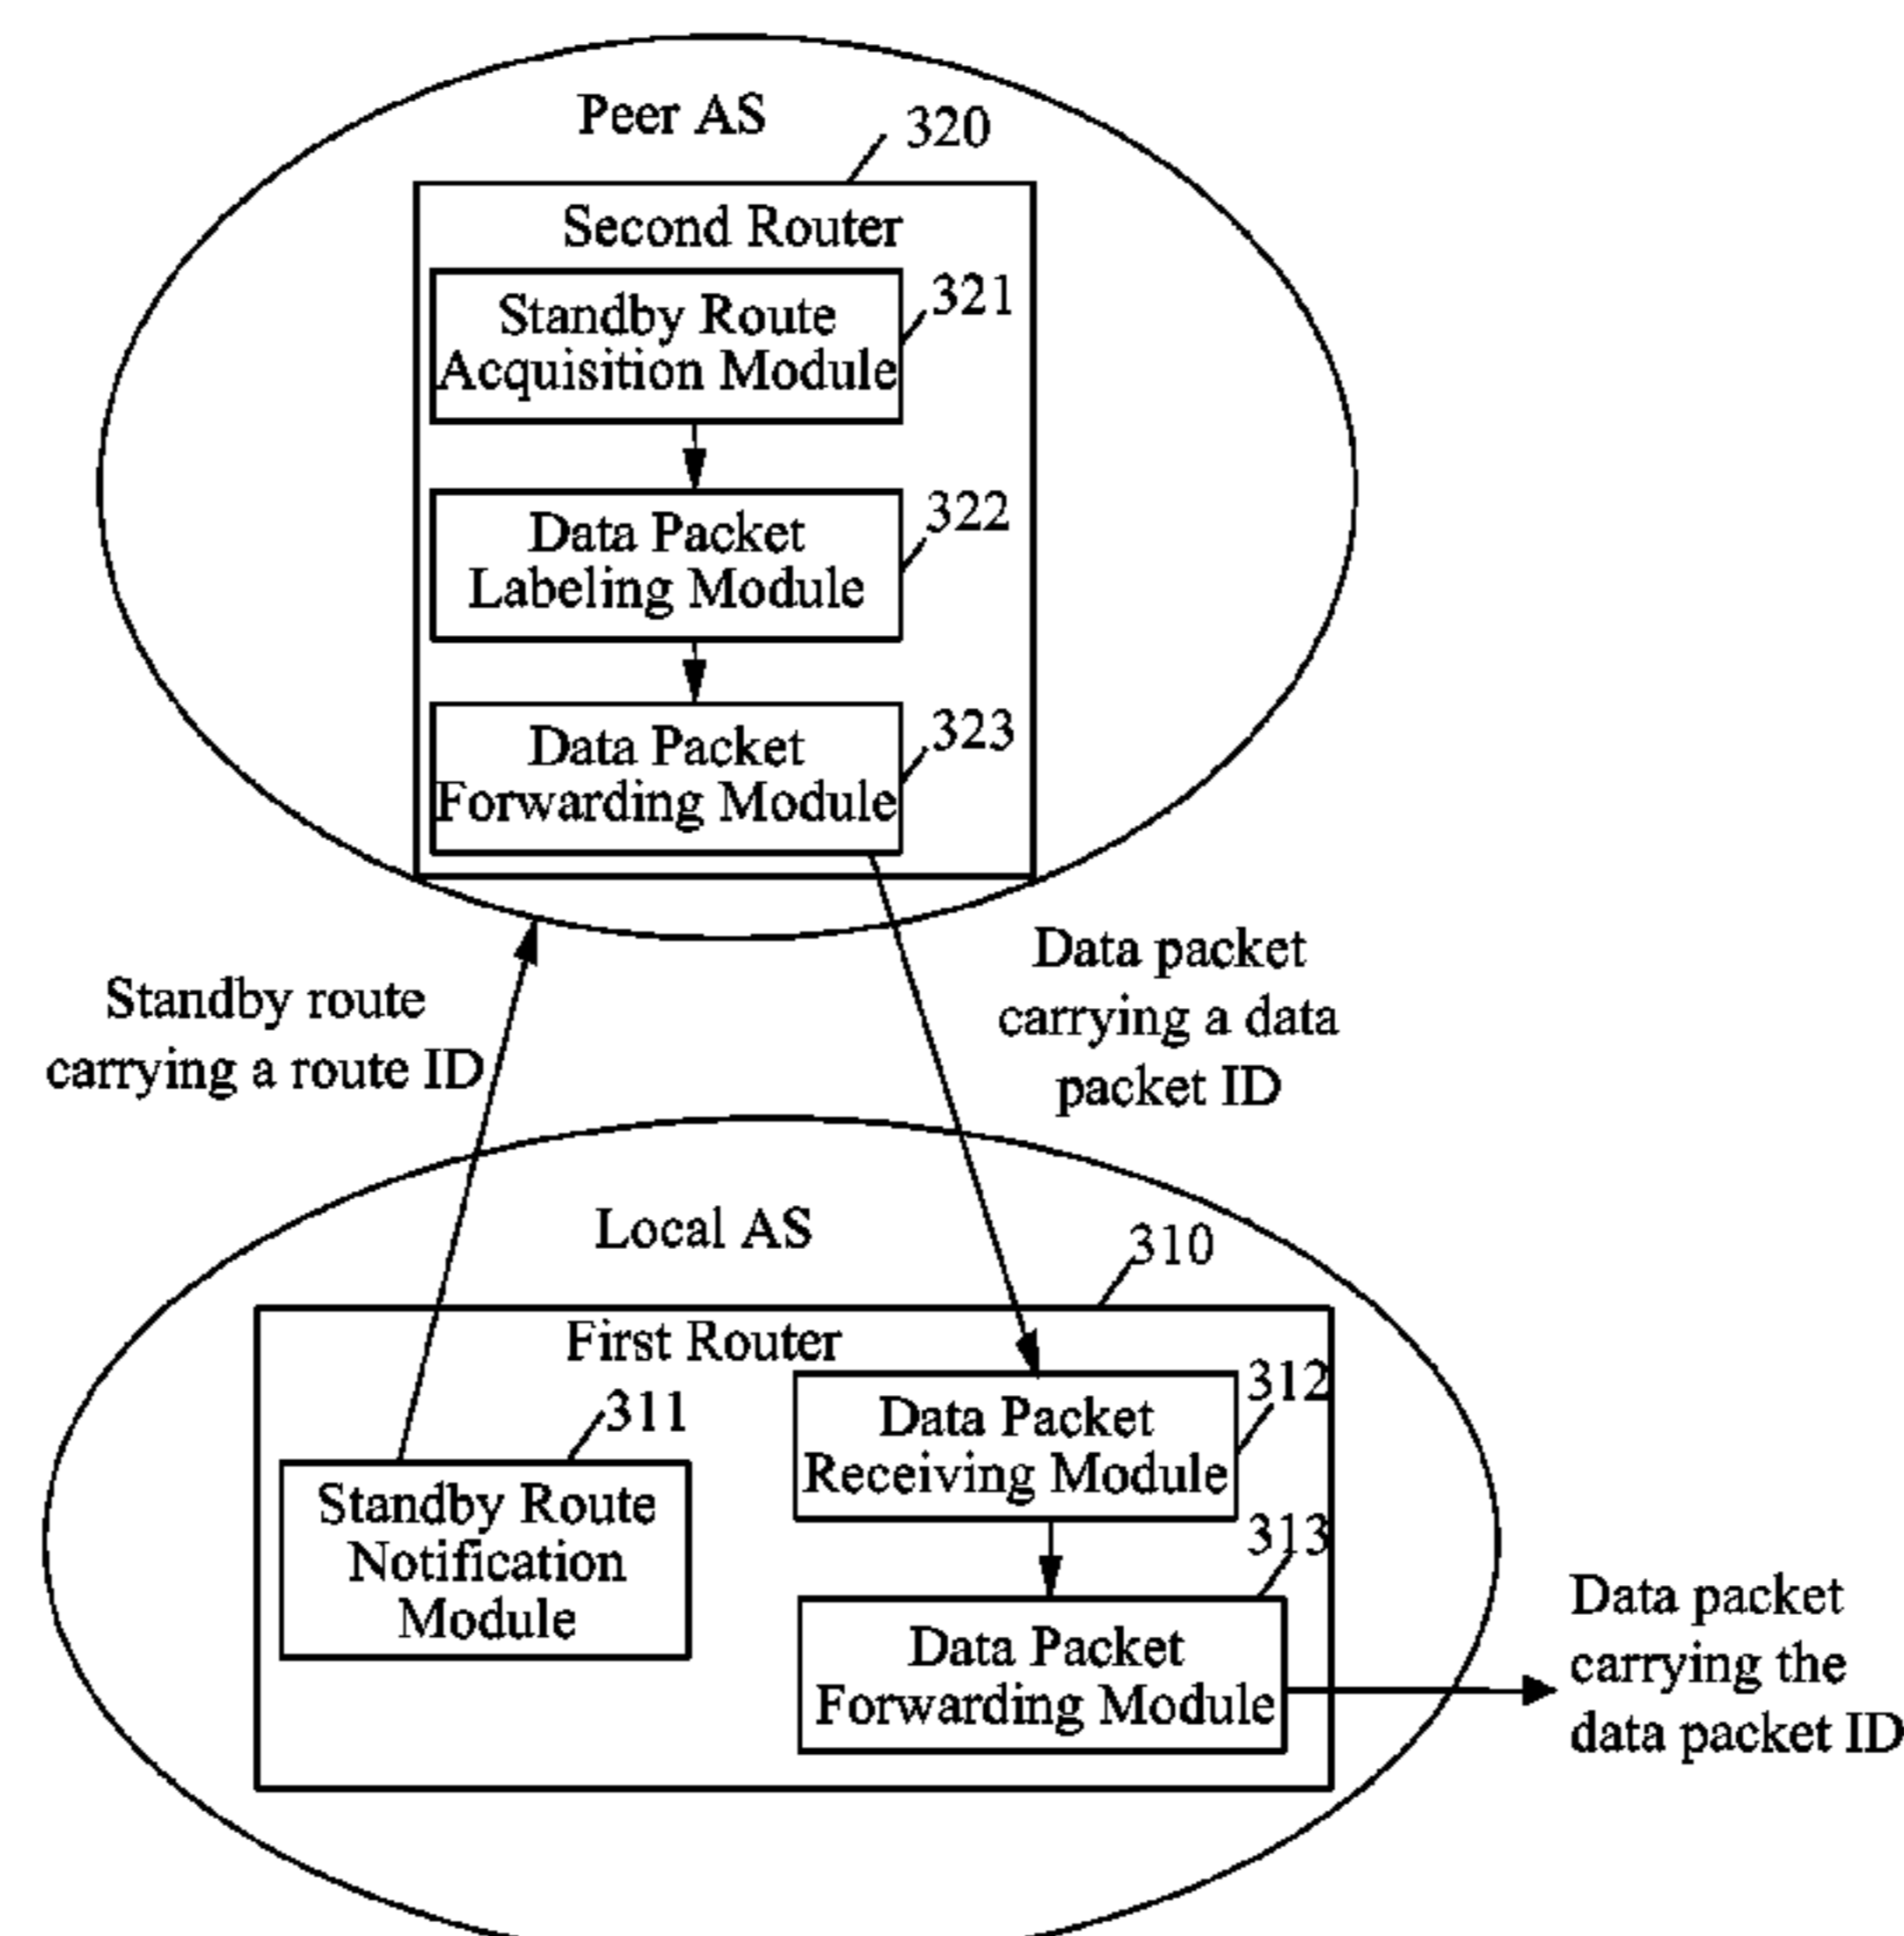 Peer AS
320
Second Router
Standby Route
Acquisition Module
321
Data Packet
Labeling Module
322
Data Packet
Forwarding Module
323
Standby route
carrying a route ID
Data packet
carrying a data
packet ID
Local AS
310
First Router
311
Standby Route
Notification
Module
312
Data Packet
Receiving Module
313
Data Packet
Forwarding Module
Data packet
carrying the
data packet ID